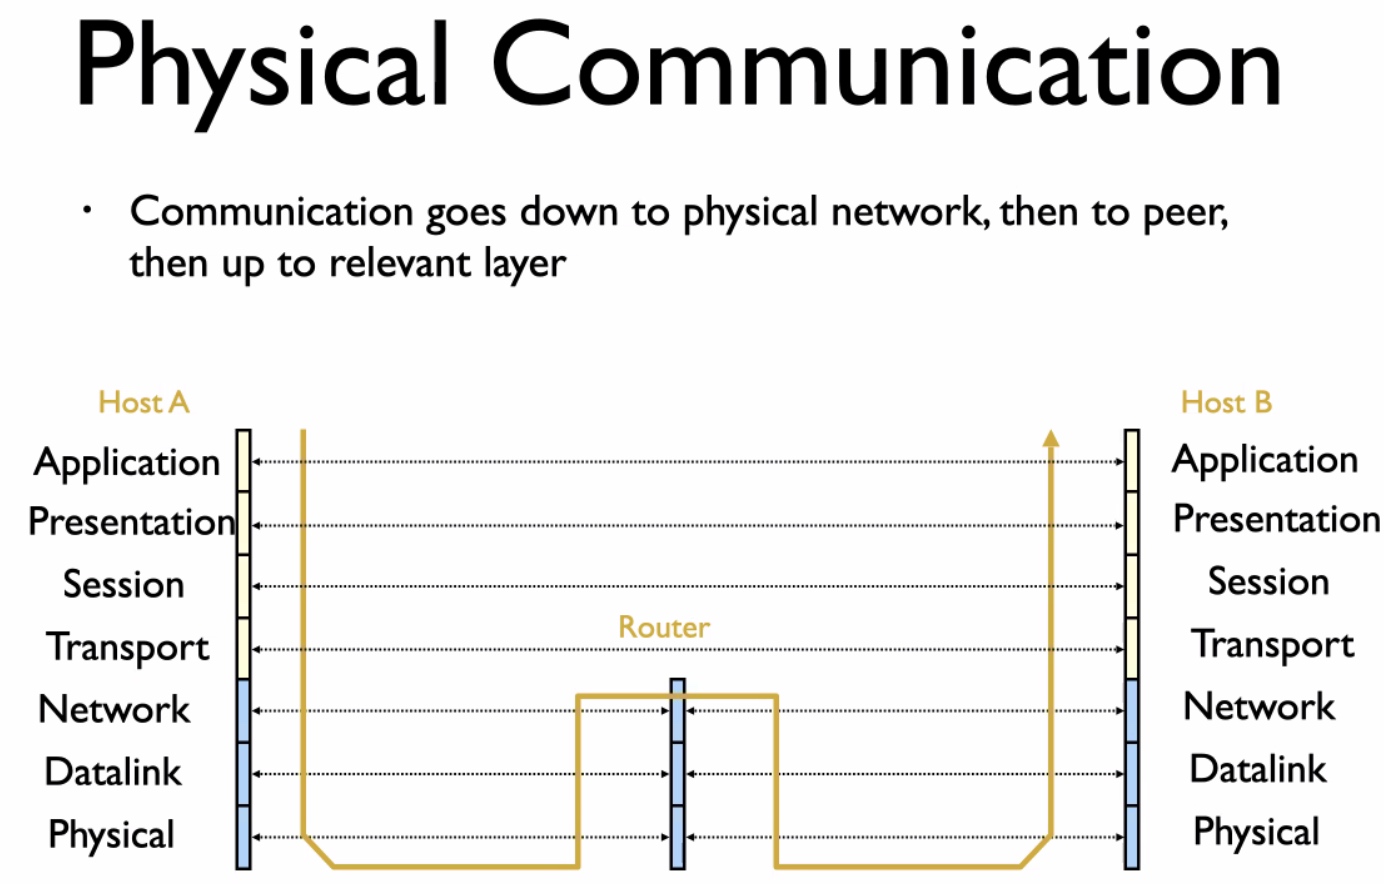 Physical Communication
• Communication goes down to physical network, then to peer,
then up to relevant layer
Host A
Host B
Application
Application
Presentation
Presentation
Session
Session
Router
Transport
Transport
Network
Network
Datalink
Datalink
Physical
Physical